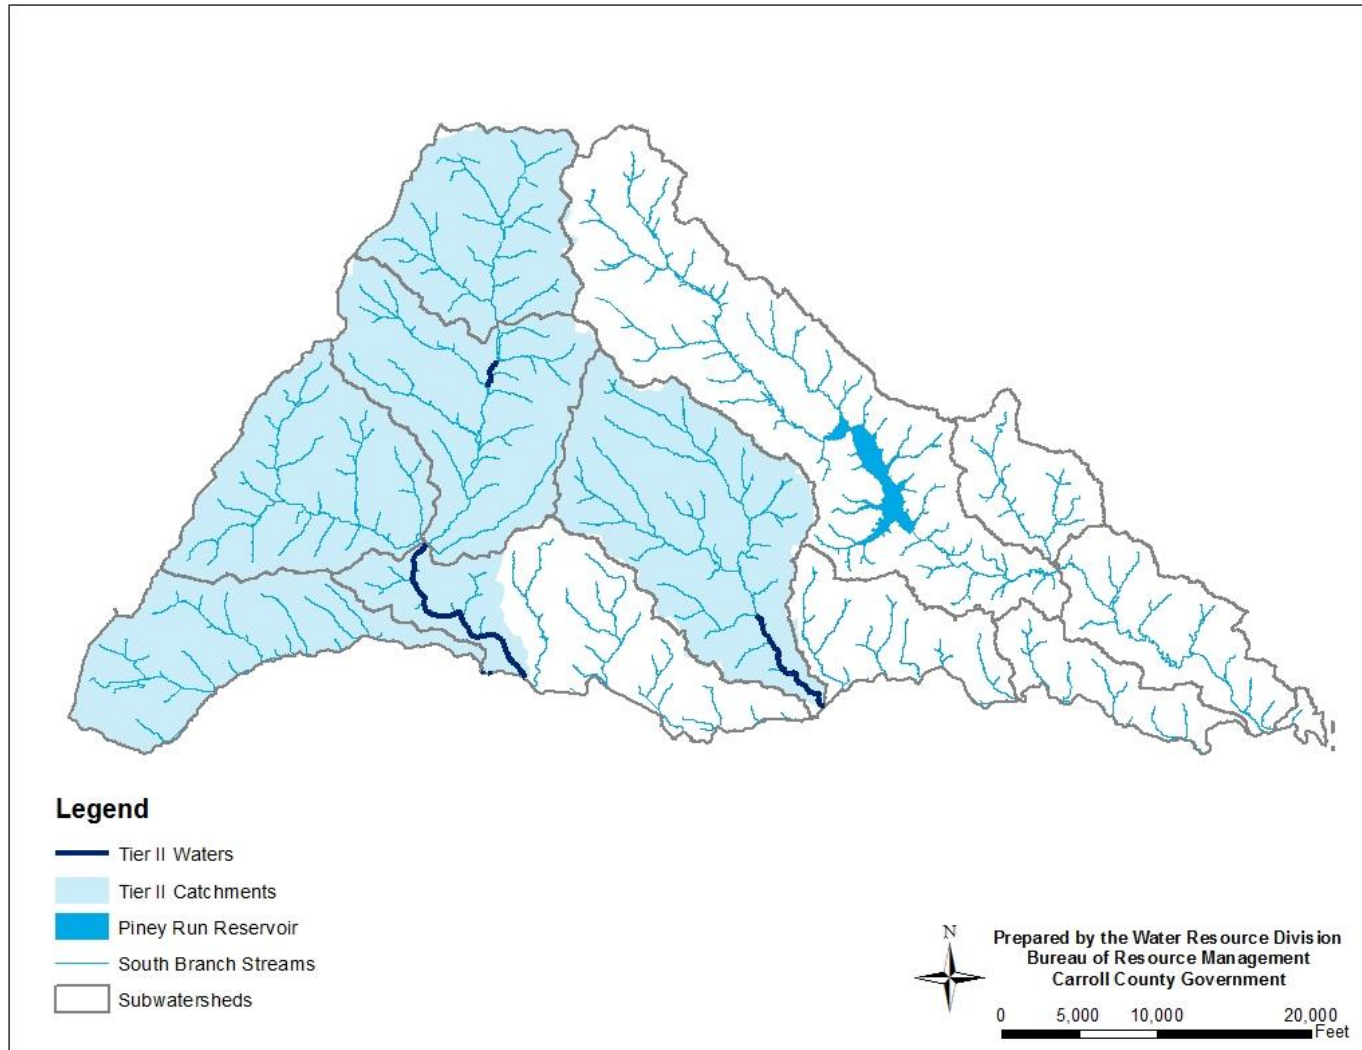 Legend
Tier II Waters
Tier II Catchments
Piney Run Reservoir
South Branch Streams
Subwatersheds
N
Prepared by the Water Resource Division
Bureau of Resource Management
Carroll County Government
0 5,000 10,000 20,000
Feet